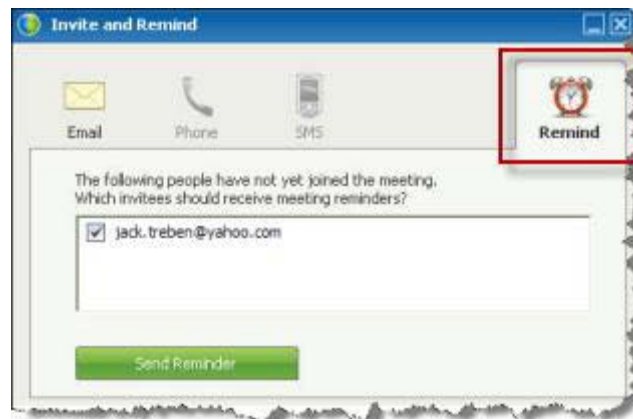 Invite and Remind
Email
Phone
SMS
Remind
The following people have not yet joined the meeting.
Which invitees should receive meeting reminders?
jack.treben@yahoo.com
Send Reminder